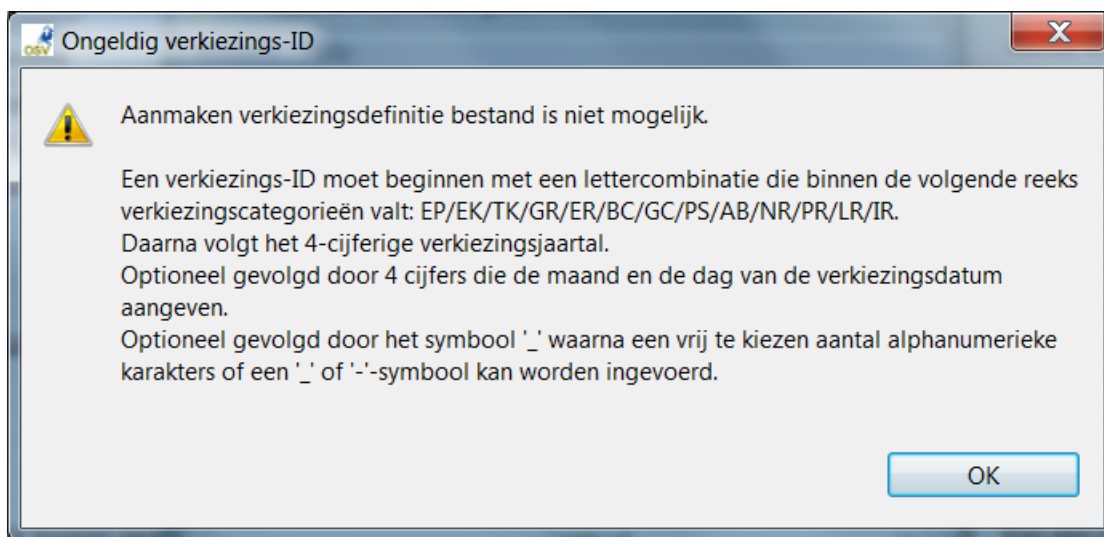 OSV Ongeldig verkiezings-ID
Aanmaken verkiezingsdefinitie bestand is niet mogelijk.
Een verkiezings-ID moet beginnen met een lettercombinatie die binnen de volgende reeks
verkiezingscategorieën valt: EP/EK/TK/GR/ER/BC/GC/PS/AB/NR/PR/LR/IR.
Daarna volgt het 4-cijferige verkiezingsjaartal.
Optioneel gevolgd door 4 cijfers die de maand en de dag van de verkiezingsdatum
aangeven.
Optioneel gevolgd door het symbool '_' waarna een vrij te kiezen aantal alphanumerieke
karakters of een '_' of '-'-symbool kan worden ingevoerd.
OK